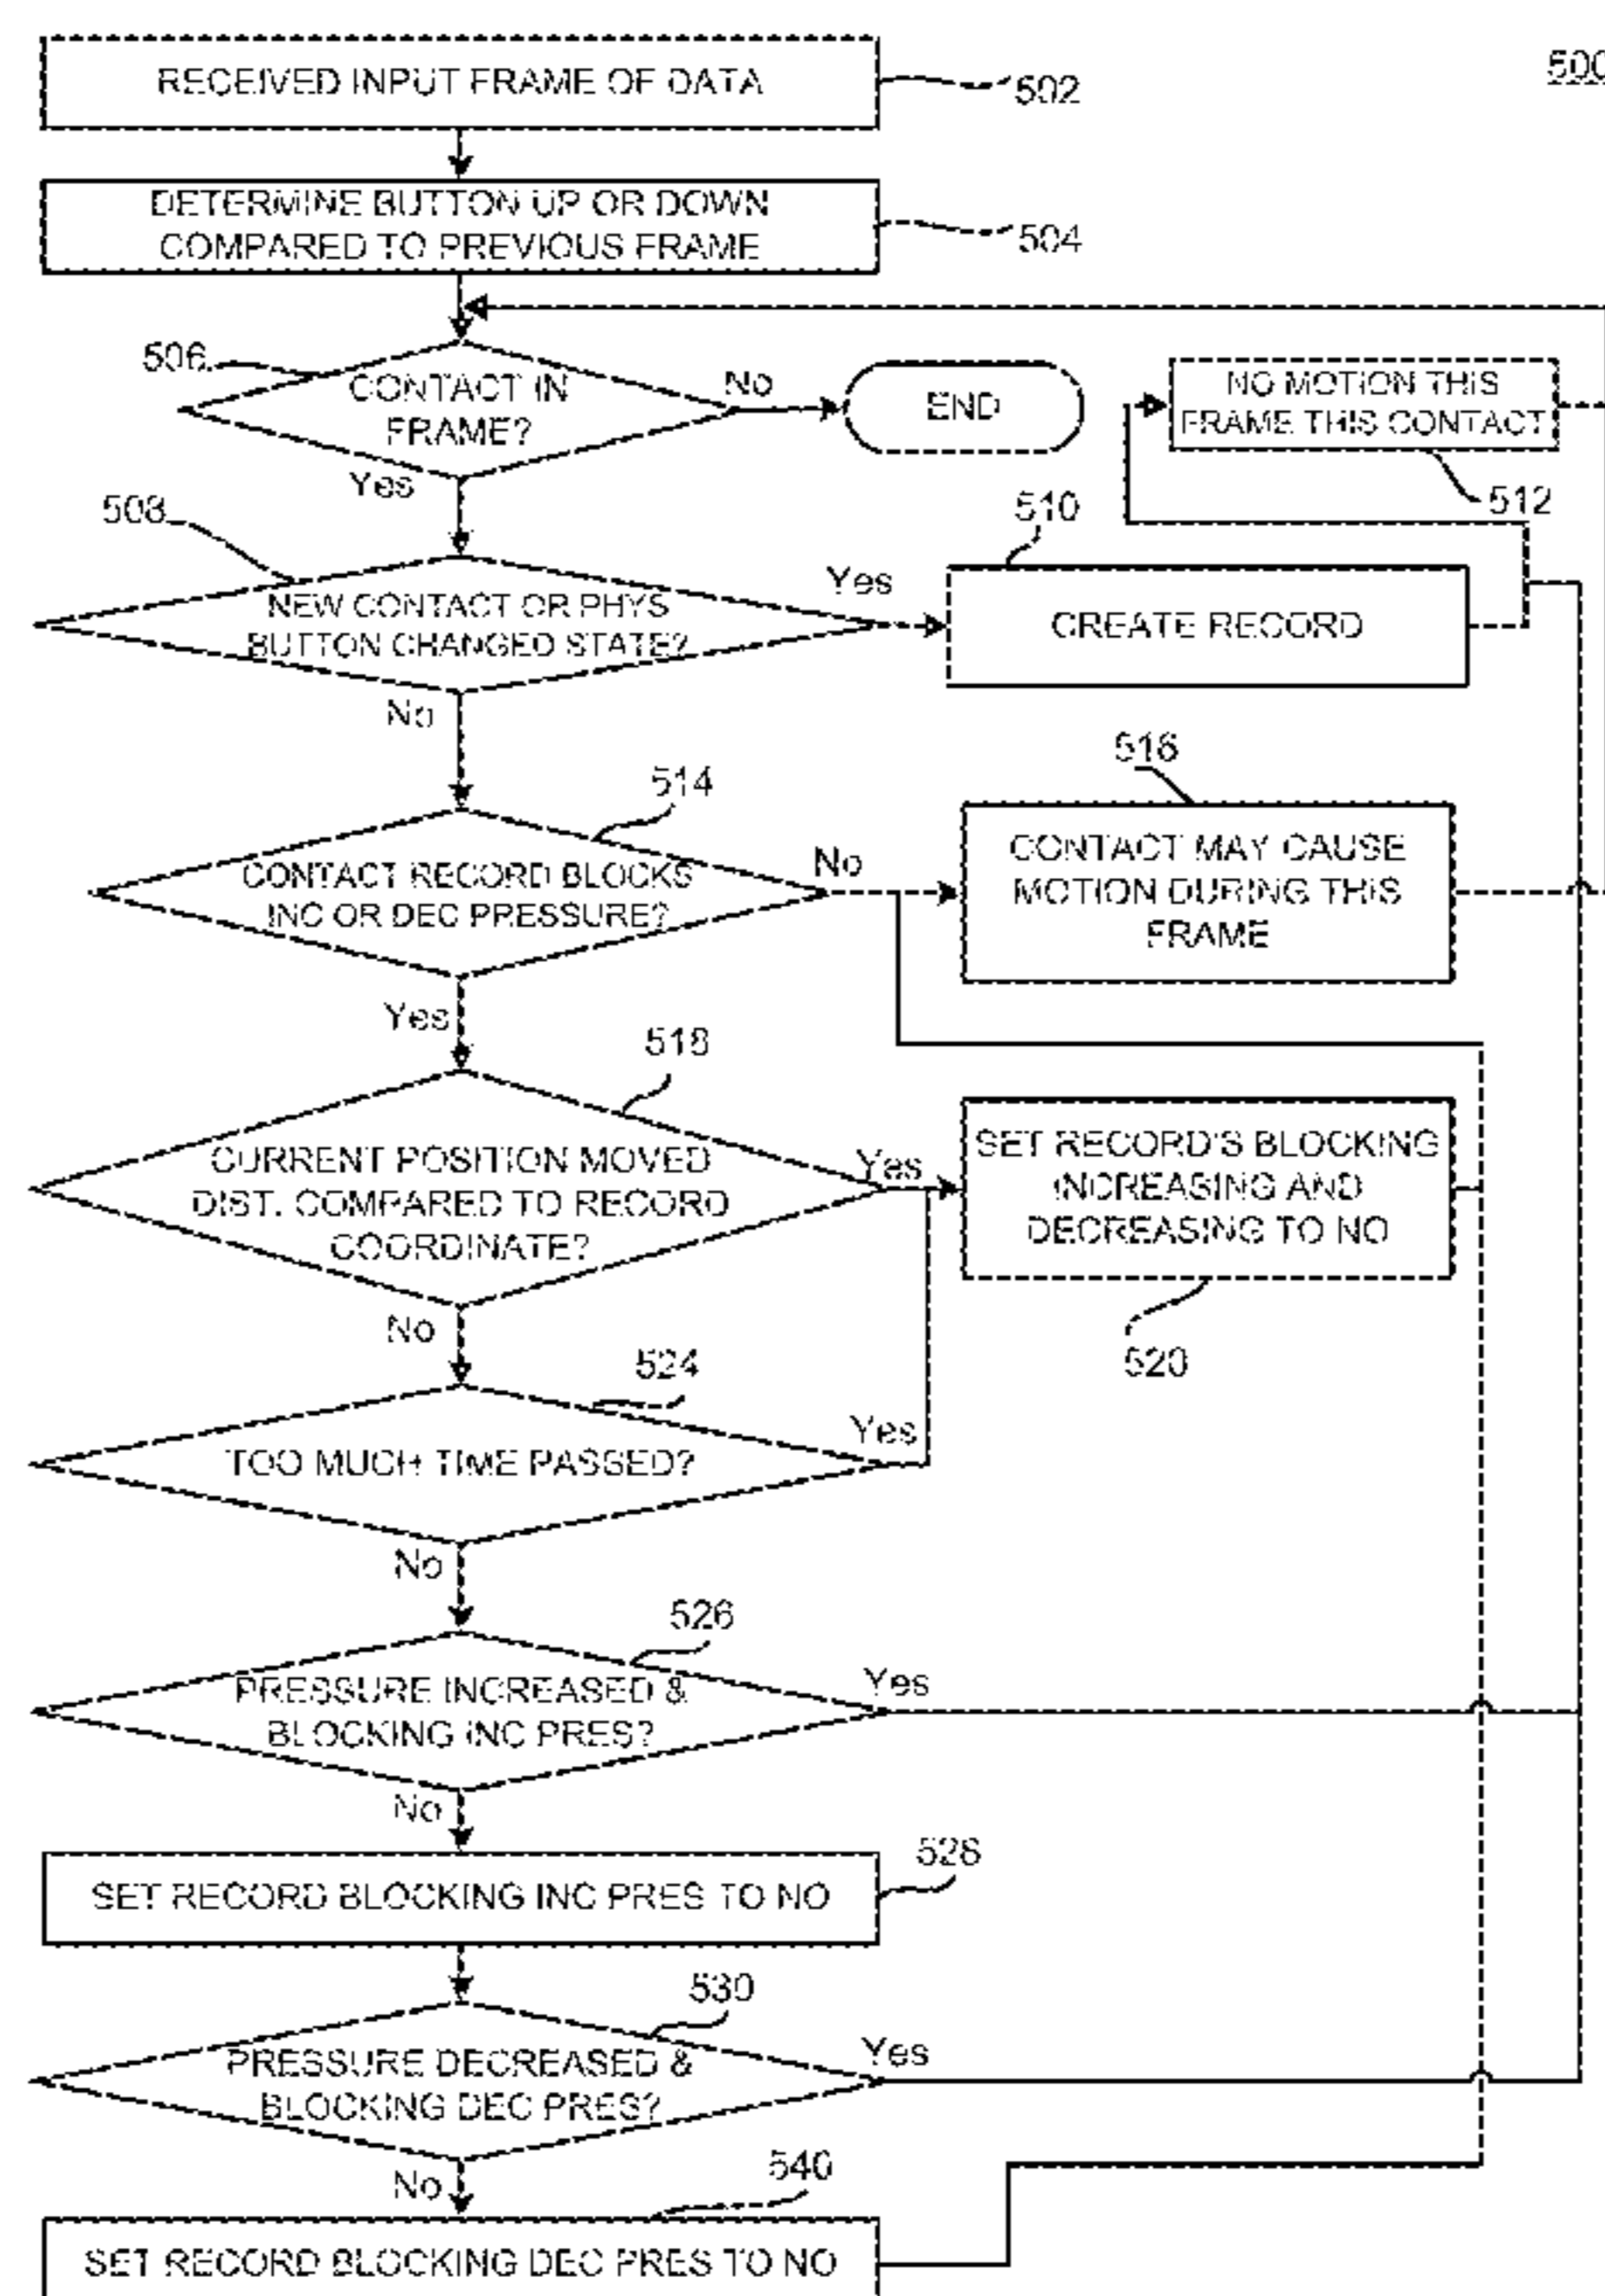 RECEIVED INPUT FRAME OF DATA
502
500
DETERMINE BUTTON UP OR DOWN
COMPARED TO PREVIOUS FRAME
504
506
CONTACT IN
FRAME?
No
END
NO MOTION THIS
FRAME THIS CONTACT
512
Yes
508
NEW CONTACT OR PHYS
BUTTON CHANGED STATE?
Yes
510
CREATE RECORD
No
514
CONTACT RECORD BLOCKS
INC OR DEC PRESSURE?
No
516
CONTACT MAY CAUSE
MOTION DURING THIS
FRAME
Yes
518
CURRENT POSITION MOVED
DIST. COMPARED TO RECORD
COORDINATE?
Yes
SET RECORD'S BLOCKING
INCREASING AND
DECREASING TO NO
520
No
524
TOO MUCH TIME PASSED?
Yes
No
526
PRESSURE INCREASED &
BLOCKING INC PRES?
Yes
No
SET RECORD BLOCKING INC PRES TO NO
528
530
PRESSURE DECREASED &
BLOCKING DEC PRES?
Yes
No
540
SET RECORD BLOCKING DEC PRES TO NO